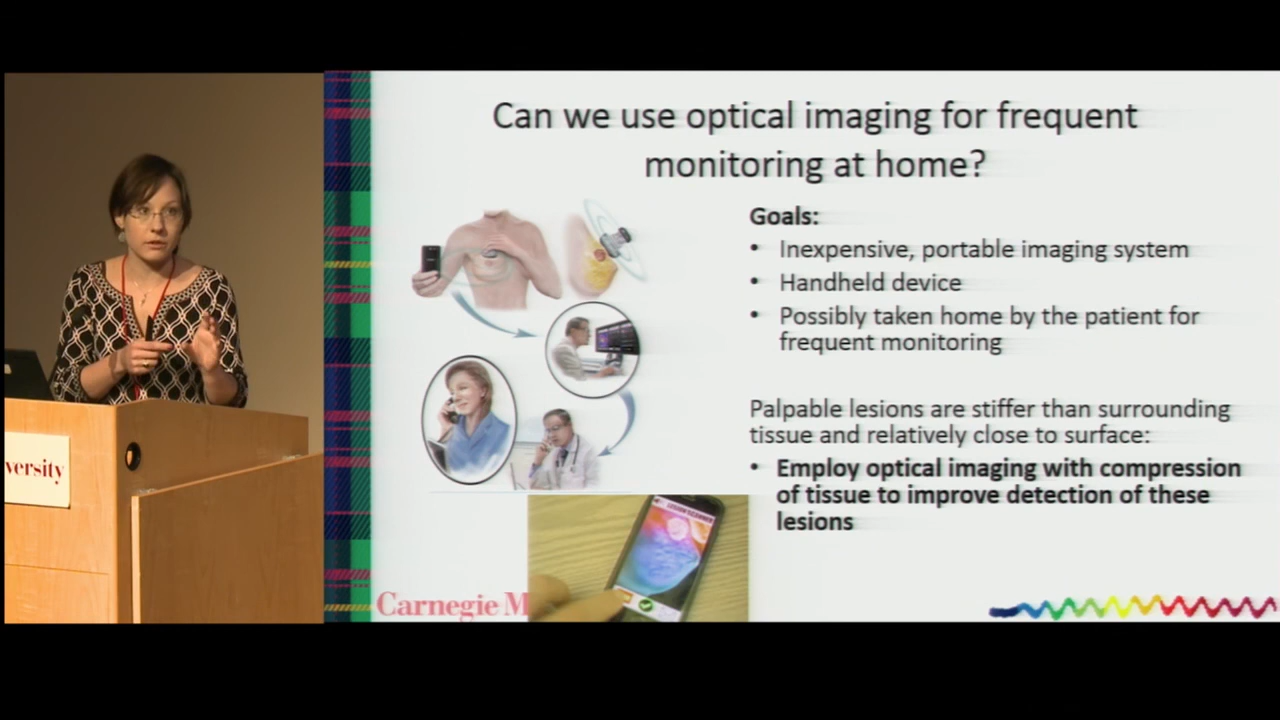 Can we use optical imaging for frequent
monitoring at home?
Goals:
• Inexpensive, portable imaging system
• Handheld device
• Possibly taken home by the patient for
frequent monitoring
Palpable lesions are stiffer than surrounding
tissue and relatively close to surface:
• Employ optical imaging with compression
of tissue to improve detection of these
lesions
LESION SCANNER
versity
Carnegie M